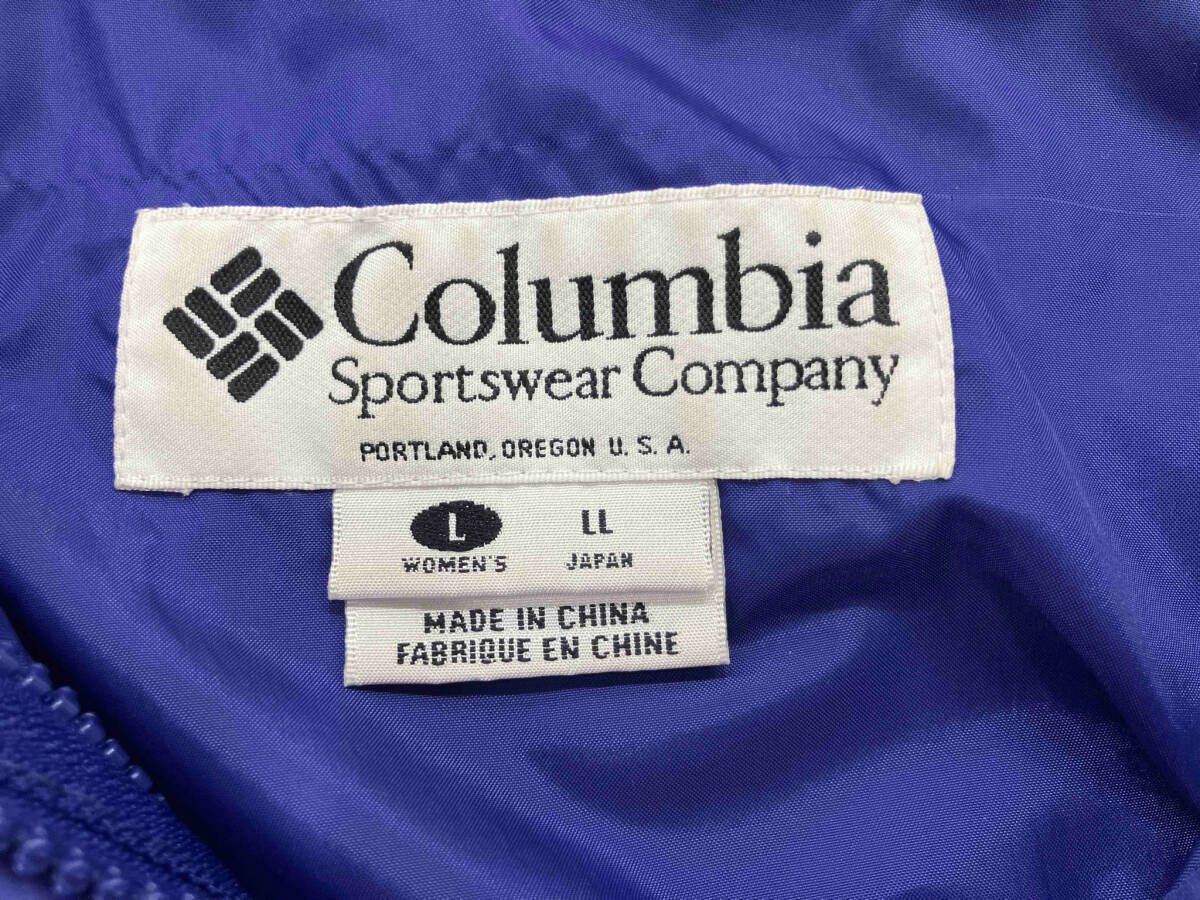 Columbia
Sportswear Company
PORTLAND, OREGON U. S. A.
L LL
WOMEN'S JAPAN
MADE IN CHINA
FABRIQUE EN CHINE